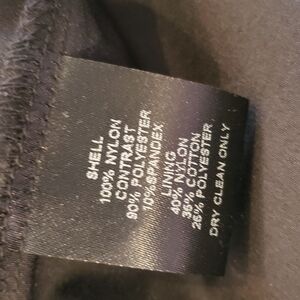 SHELL
100% NYLON
CONTRAST
90% POLYESTER
10%SPANDEX
LINING
40% NYLON
35% COTTON
25% POLYESTER
DRY CLEAN ONLY